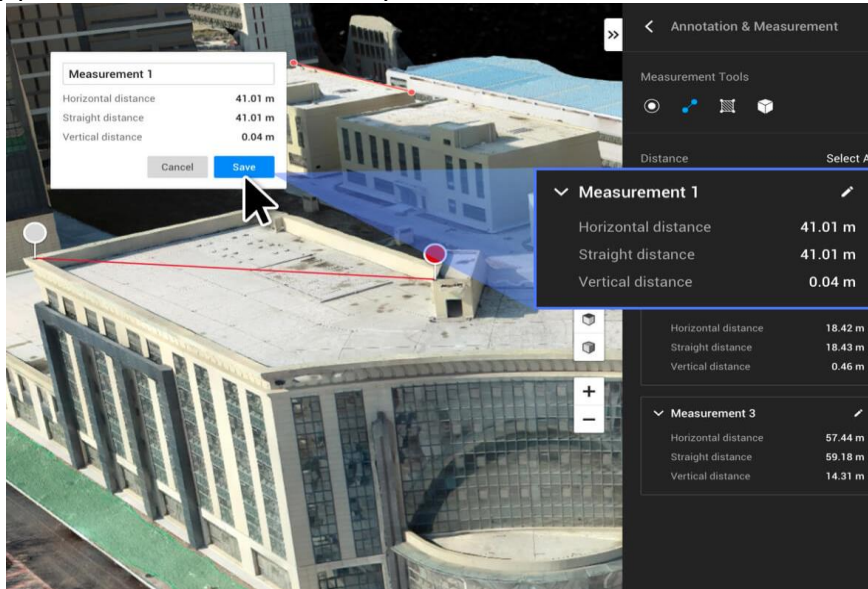 Measurement 1
Horizontal distance 41.01 m
Straight distance 41.01 m
Vertical distance 0.04 m
Cancel Save
Annotation & Measurement
Measurement Tools
Distance Select A
Measurement 1
Horizontal distance 41.01 m
Straight distance 41.01 m
Vertical distance 0.04 m
Horizontal distance 18.42 m
Straight distance 18.43 m
Vertical distance 0.46 m
Measurement 3
Horizontal distance 57.44 m
Straight distance 59.18 m
Vertical distance 14.31 m